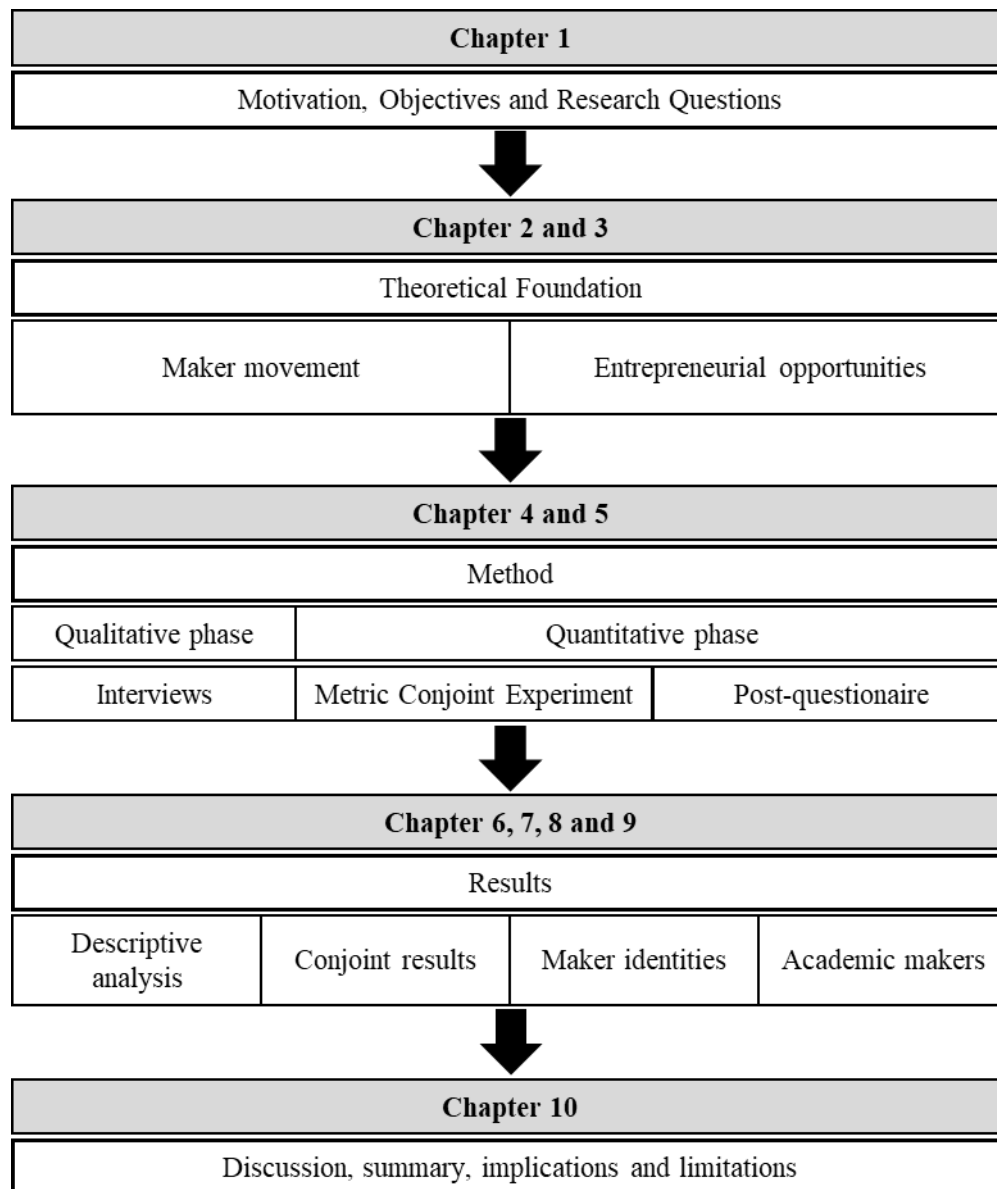 Chapter 1
Motivation, Objectives and Research Questions
Chapter 2 and 3
Theoretical Foundation
Maker movement
Entrepreneurial opportunities
Chapter 4 and 5
Method
Qualitative phase
Quantitative phase
Interviews
Metric Conjoint Experiment
Post-questionaire
Chapter 6, 7, 8 and 9
Results
Descriptive
analysis
Conjoint results
Maker identities
Academic makers
Chapter 10
Discussion, summary, implications and limitations